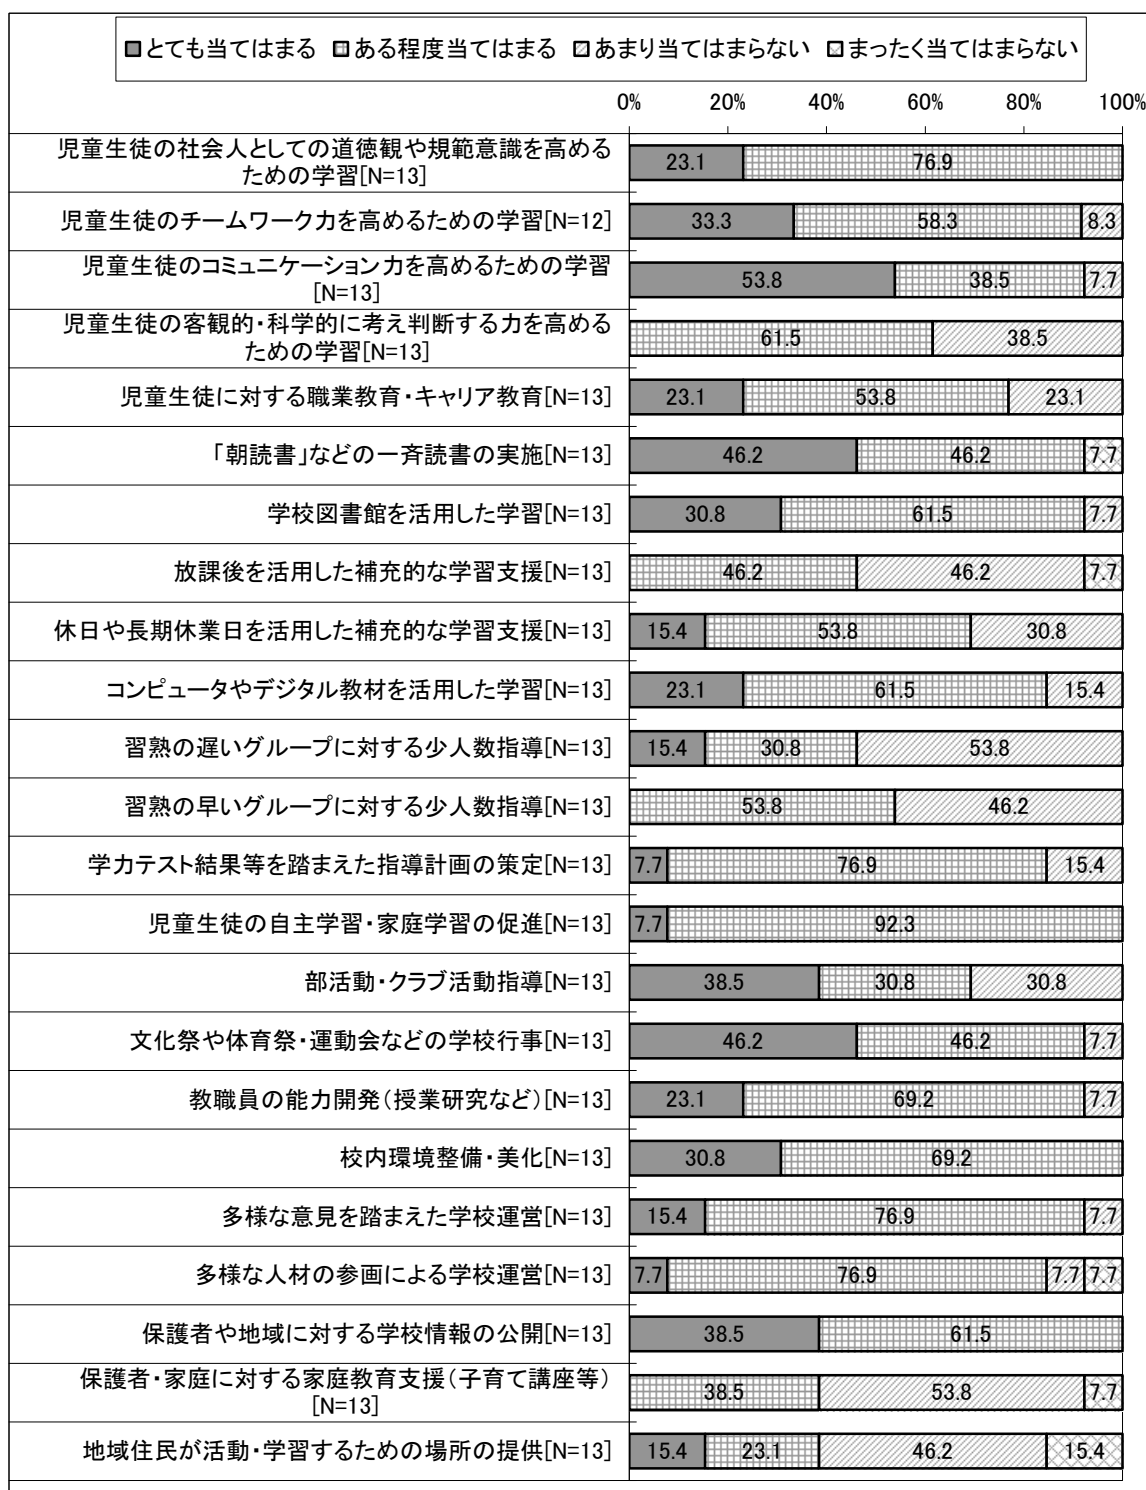 とても当てはまる ある程度当てはまる あまり当てはまらない まったく当てはまらない
0% 20% 40% 60% 80% 100%
児童生徒の社会人としての道徳観や規範意識を高める
ための学習[N=13]
23.1 76.9
児童生徒のチームワーク力を高めるための学習[N=12] 33.3 58.3 8.3
児童生徒のコミュニケーション力を高めるための学習
[N=13]
53.8 38.5 7.7
児童生徒の客観的・科学的に考え判断する力を高める
ための学習[N=13]
61.5 38.5
児童生徒に対する職業教育・キャリア教育[N=13] 23.1 53.8 23.1
「朝読書」などの一斉読書の実施[N=13] 46.2 46.2 7.7
学校図書館を活用した学習[N=13] 30.8 61.5 7.7
放課後を活用した補充的な学習支援[N=13] 46.2 46.2 7.7
休日や長期休業日を活用した補充的な学習支援[N=13] 15.4 53.8 30.8
コンピュータやデジタル教材を活用した学習[N=13] 23.1 61.5 15.4
習熟の遅いグループに対する少人数指導[N=13] 15.4 30.8 53.8
習熟の早いグループに対する少人数指導[N=13] 53.8 46.2
学力テスト結果等を踏まえた指導計画の策定[N=13] 7.7 76.9 15.4
児童生徒の自主学習・家庭学習の促進[N=13] 7.7 92.3
部活動・クラブ活動指導[N=13] 38.5 30.8 30.8
文化祭や体育祭・運動会などの学校行事[N=13] 46.2 46.2 7.7
教職員の能力開発（授業研究など）[N=13] 23.1 69.2 7.7
校内環境整備・美化[N=13] 30.8 69.2
多様な意見を踏まえた学校運営[N=13] 15.4 76.9 7.7
多様な人材の参画による学校運営[N=13] 7.7 76.9 7.7 7.7
保護者や地域に対する学校情報の公開[N=13] 38.5 61.5
保護者・家庭に対する家庭教育支援（子育て講座等）
[N=13]
38.5 53.8 7.7
地域住民が活動・学習するための場所の提供[N=13] 15.4 23.1 46.2 15.4